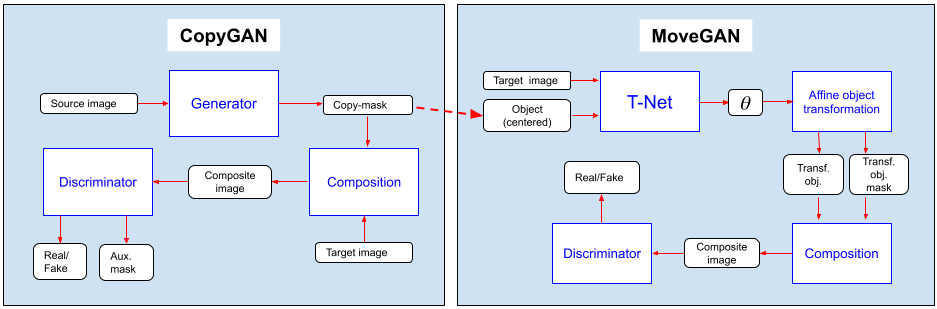 CopyGAN
Source image
Generator
Copy-mask
Discriminator
Composite
image
Composition
Real/
Fake
Aux.
mask
Target image
MoveGAN
Target image
Object
(centered)
T-Net
θ
Affine object
transformation
Transf.
obj.
Transf.
obj.
mask
Real/Fake
Discriminator
Composite
image
Composition